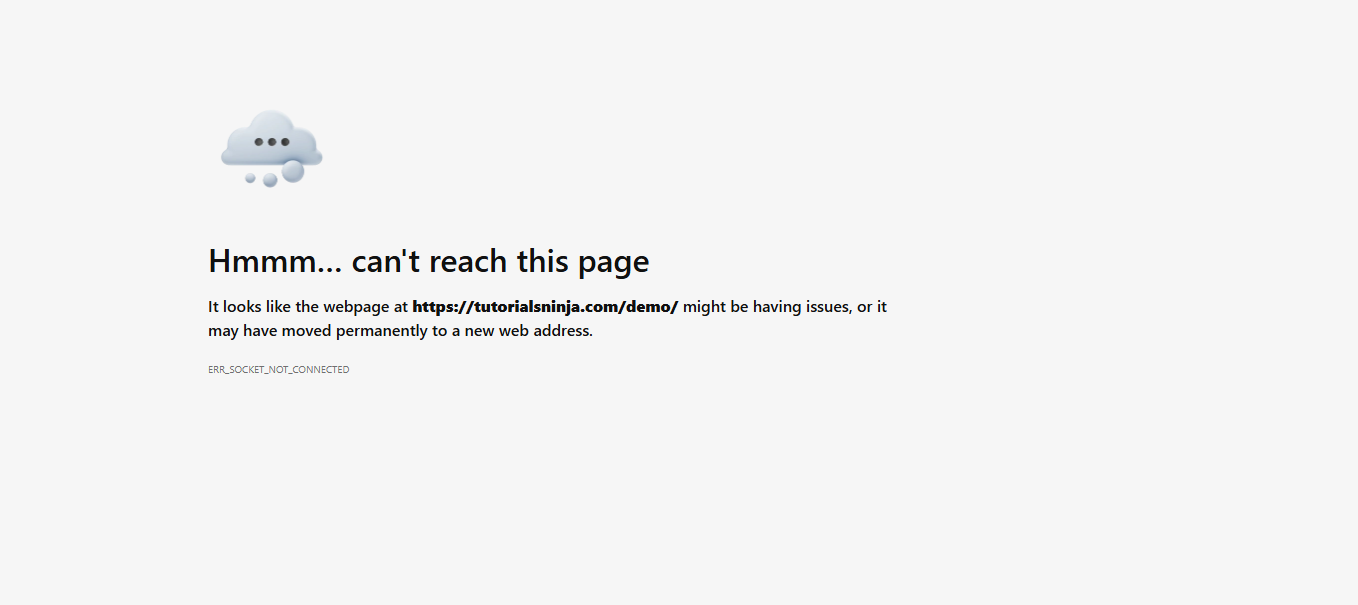 Hmmm... can't reach this page
It looks like the webpage at https://tutorialsninja.com/demo/ might be having issues, or it
may have moved permanently to a new web address.
ERR_SOCKET_NOT_CONNECTED